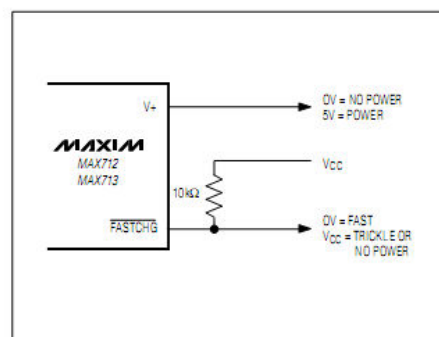 V+
0V = NO POWER
5V = POWER
MAXIM
MAX712
MAX713
VCC
10kΩ
FASTCHG
0V = FAST
VCC = TRICKLE OR
NO POWER